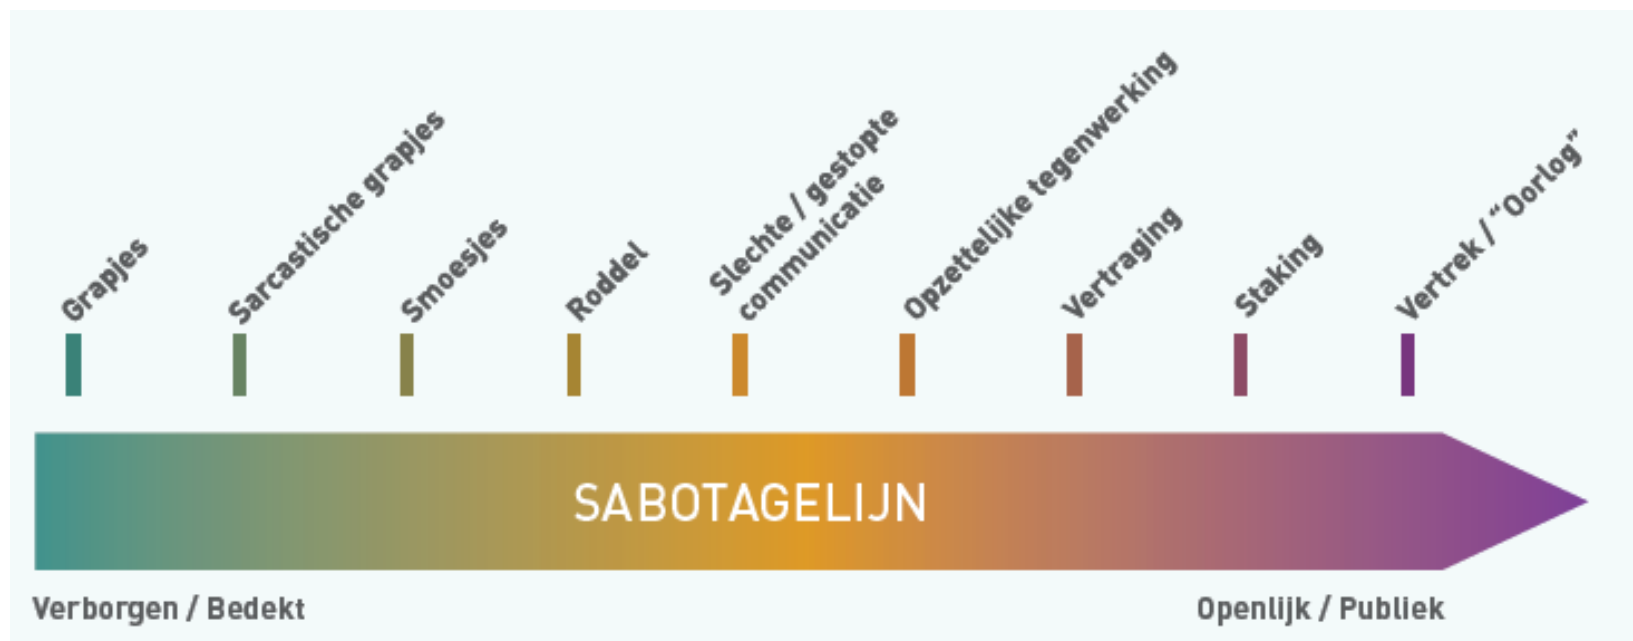 Grapjes
Sarcastische grapjes
Smoesjes
Roddel
Slechte / gestopte
communicatie
Opzettelijke tegenwerking
Vertraging
Staking
Vertrek / “Oorlog”
SABOTAGELIJN
Verborgen / Bedekt
Openlijk / Publiek